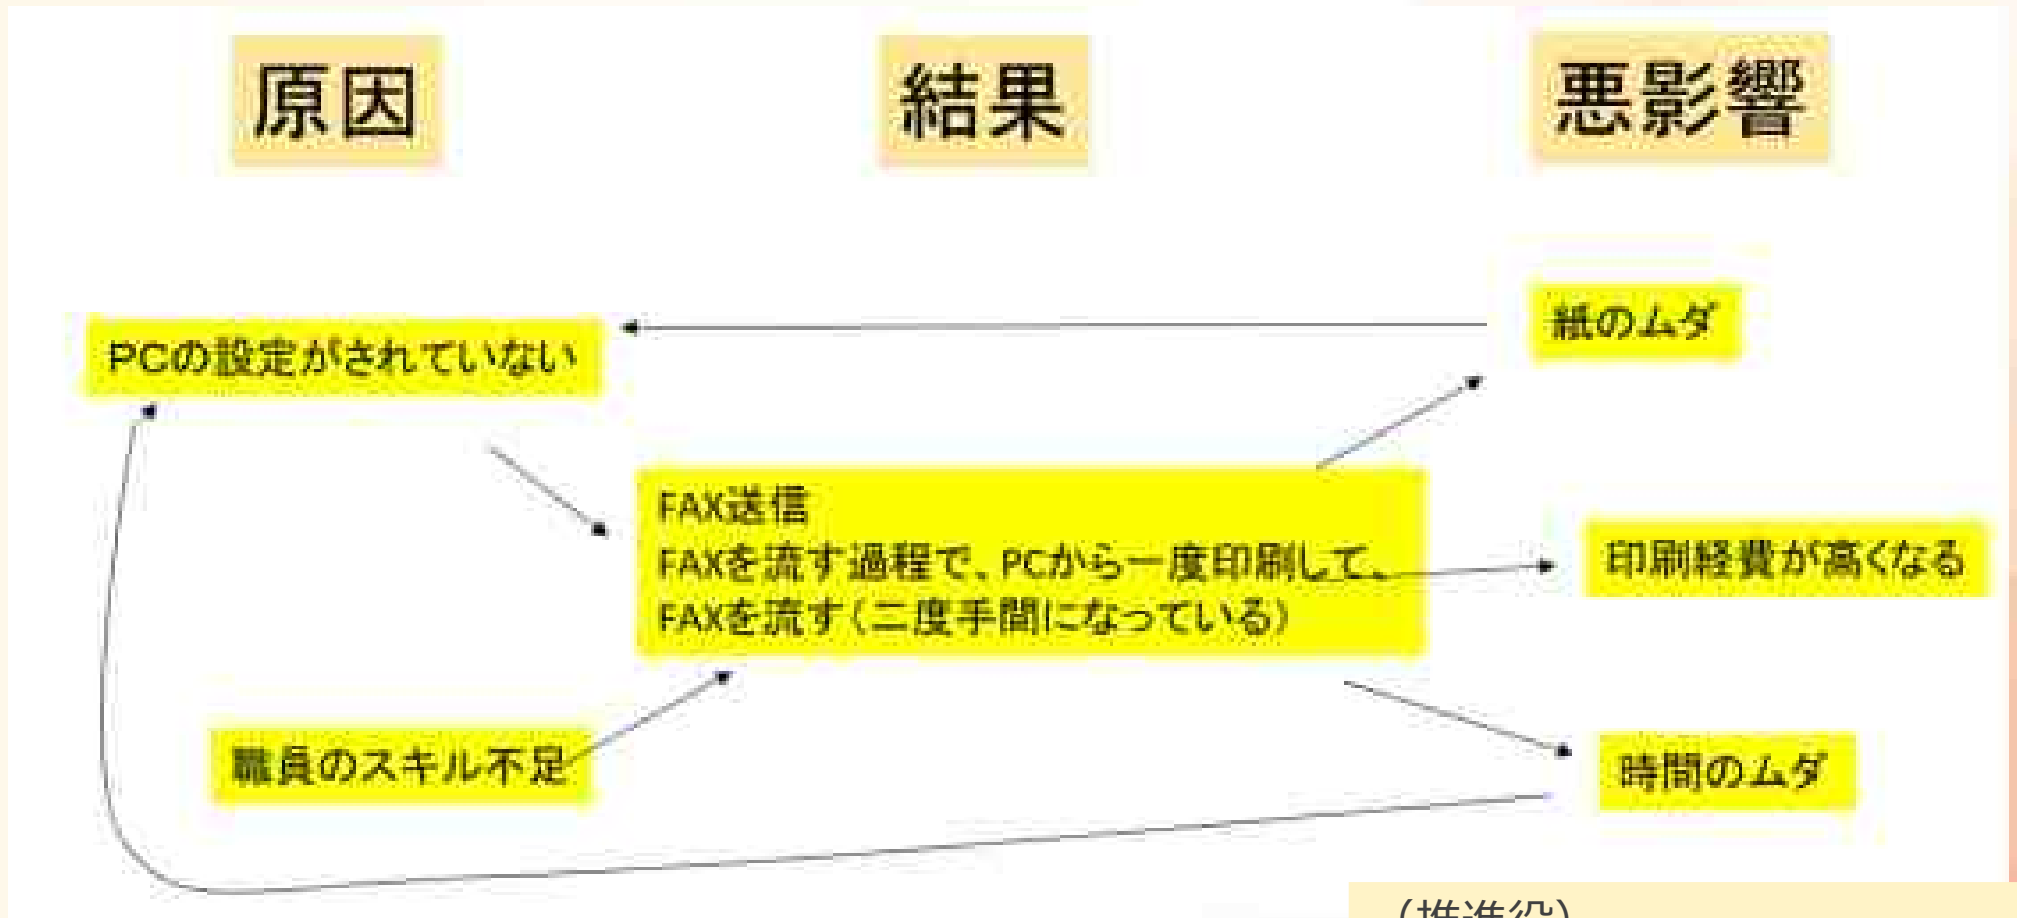 原因
結果
悪影響
PCの設定がされていない
紙のムダ
FAX送信
FAXを流す過程で、PCから一度印刷して、
FAXを流す(二度手間になっている)
印刷経費が高くなる
職員のスキル不足
時間のムダ
(推進役)